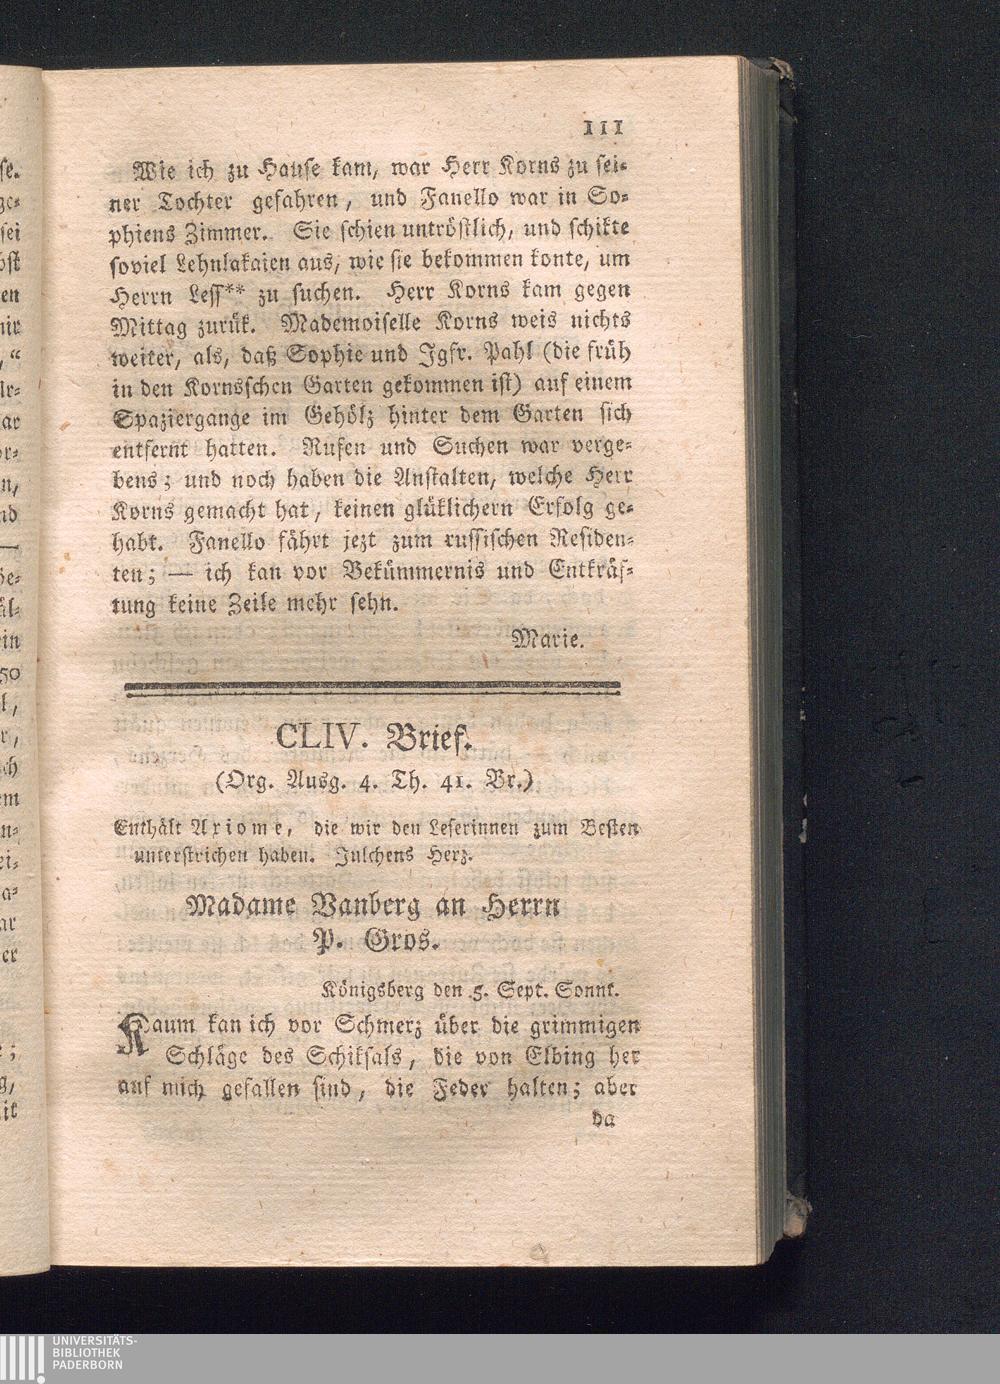 111
Wie ich zu Hause kam, war Herr Korns zu sei-
ner Tochter gefahren, und Fanello war in So-
phiens Zimmer. Sie schien untröstlich, und schikte
soviel Lehnlakaien aus, wie sie bekommen konte, um
Herrn Less** zu suchen. Herr Korns kam gegen
Mittag zurük. Mademoiselle Korns weis nichts
weiter, als, daß Sophie und Jgfr. Pahl (die früh
in den Kornsschen Garten gekommen ist) auf einem
Spaziergange im Gehölz hinter dem Garten sich
entfernt hatten. Rufen und Suchen war verge-
bens; und noch haben die Anstalten, welche Herr
Korns gemacht hat, keinen glüklichern Erfolg ge-
habt. Fanello fährt jezt zum russischen Residen-
ten; — ich kan vor Bekümmernis und Entkräf-
tung keine Zeile mehr sehn.
Marie.
CLIV. Brief.
(Org. Ausg. 4. Th. 41. Br.)
Enthält Axiome, die wir den Leserinnen zum Besten
unterstrichen haben. Julchens Herz.
Madame Vanberg an Herrn
P. Gros.
Königsberg den 5. Sept. Sonnt.
Kaum kan ich vor Schmerz über die grimmigen
Schläge des Schiksals, die von Elbing her
auf mich gefallen sind, die Feder halten; aber
da
UNIVERSITÄTS-
BIBLIOTHEK
PADERBORN